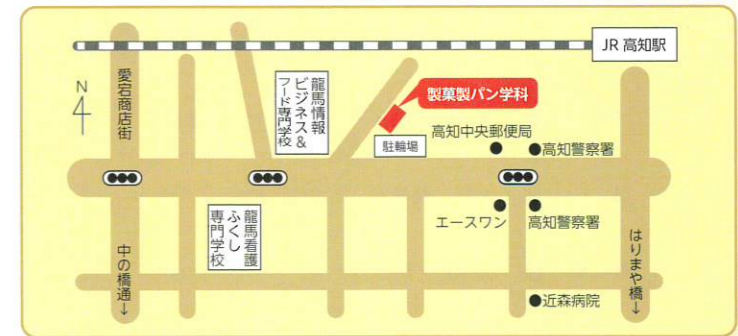 JR 高知駅
愛宕商店街
N
龍馬情報
ビジネス&
フード専門学校
製菓製パン学科
駐輪場
高知中央郵便局
高知警察署
龍馬看護
ふくし
専門学校
エースワン
高知警察署
中の橋通→
はりまや橋→
近森病院